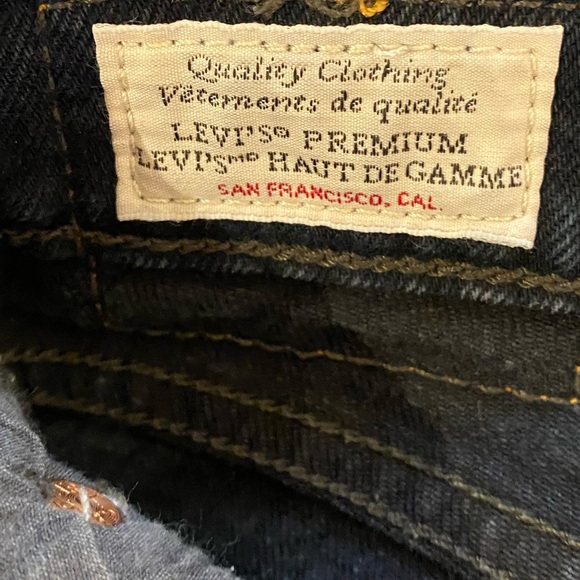 Quality Clothing
Vêtements de qualité
LEVI'S® PREMIUM
LEVI'SMD HAUT DE GAMME
SAN FRANCISCO, CAL.